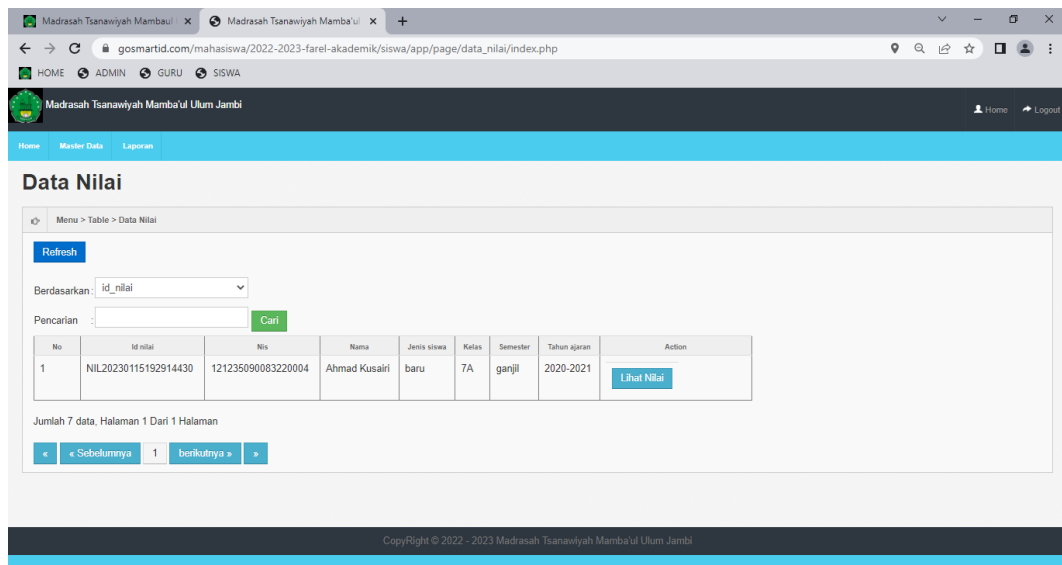 Madrasah Tsanawiyah Mambaul
Madrasah Tsanawiyah Mamba'ul
gosmartid.com/mahasiswa/2022-2023-farel-akademik/siswa/app/page/data_nilai/index.php
HOME ADMIN GURU SISWA
Madrasah Tsanawiyah Mamba'ul Ulum Jambi
Home Logout
Home Master Data Laporan
Data Nilai
Menu > Table > Data Nilai
Refresh
Berdasarkan : id_nilai
Pencarian : Cari
No Id nilai Nis Nama Jenis siswa Kelas Semester Tahun ajaran Action
1 NIL20230115192914430 121235090083220004 Ahmad Kusairi baru 7A ganjil 2020-2021 Lihat Nilai
Jumlah 7 data, Halaman 1 Dari 1 Halaman
« « Sebelumnya 1 berikutnya » »
CopyRight © 2022 - 2023 Madrasah Tsanawiyah Mamba'ul Ulum Jambi